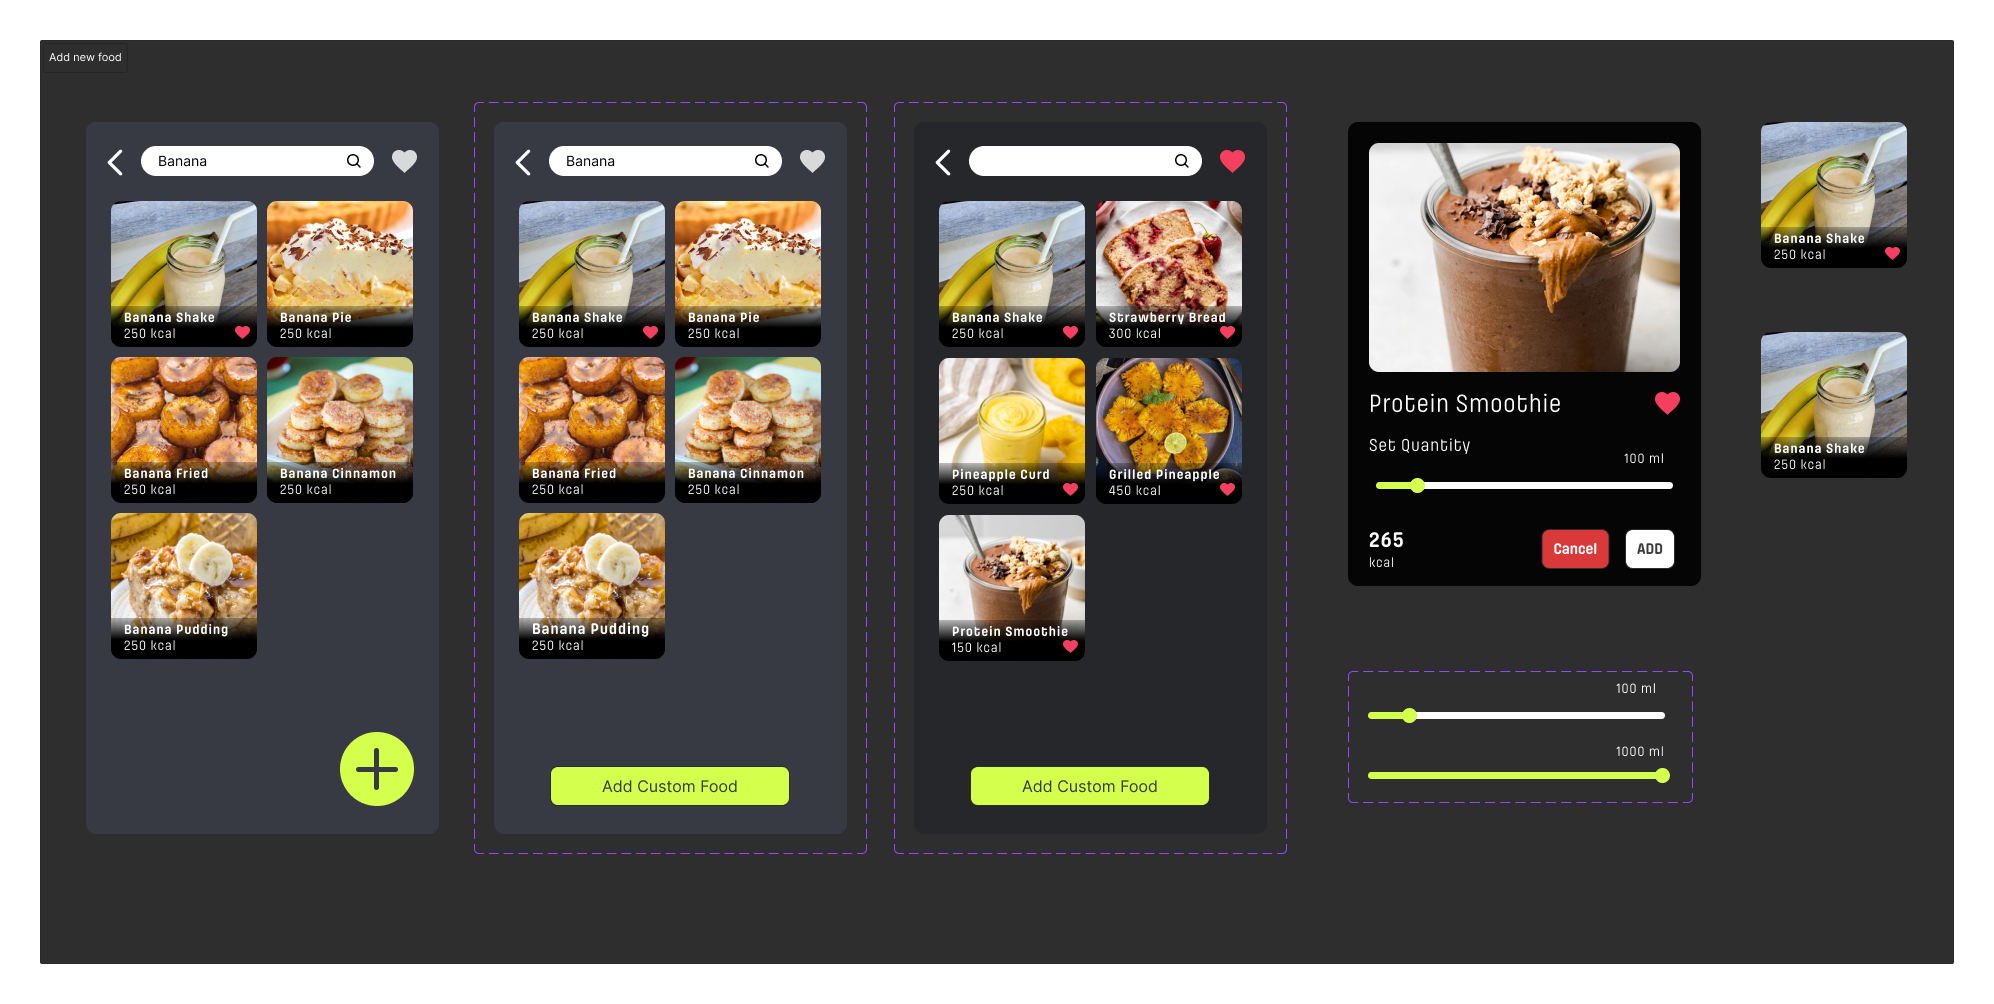 Add new food
Banana
Banana Shake
250 kcal
Banana Pie
250 kcal
Banana Fried
250 kcal
Banana Cinnamon
250 kcal
Banana Pudding
250 kcal
Banana
Banana Shake
250 kcal
Banana Pie
250 kcal
Banana Fried
250 kcal
Banana Cinnamon
250 kcal
Banana Pudding
250 kcal
Add Custom Food
Banana Shake
250 kcal
Strawberry Bread
300 kcal
Pineapple Curd
250 kcal
Grilled Pineapple
450 kcal
Protein Smoothie
150 kcal
Add Custom Food
Protein Smoothie
Set Quantity
100 ml
265
kcal
Cancel
ADD
100 ml
1000 ml
Banana Shake
250 kcal
Banana Shake
250 kcal